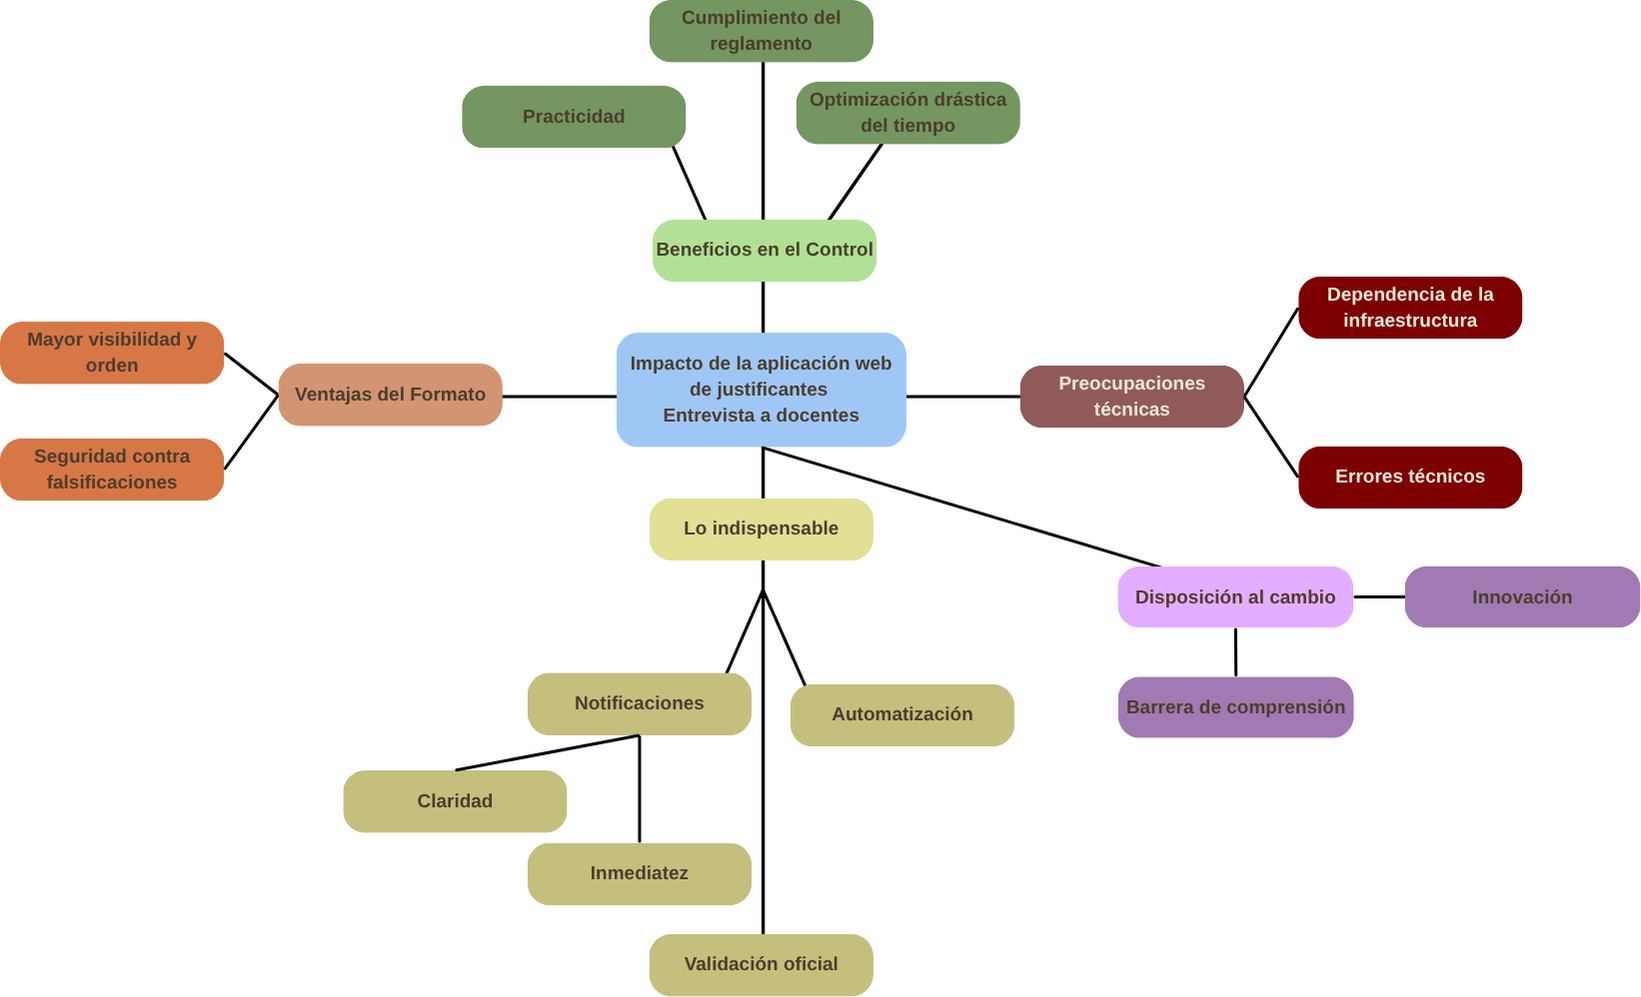 Cumplimiento del
reglamento
Practicidad
Optimización drástica
del tiempo
Beneficios en el Control
Mayor visibilidad y
orden
Ventajas del Formato
Seguridad contra
falsificaciones
Impacto de la aplicación web
de justificantes
Entrevista a docentes
Preocupaciones
técnicas
Dependencia de la
infraestructura
Errores técnicos
Lo indispensable
Disposición al cambio
Innovación
Barrera de comprensión
Notificaciones
Automatización
Claridad
Inmediatez
Validación oficial